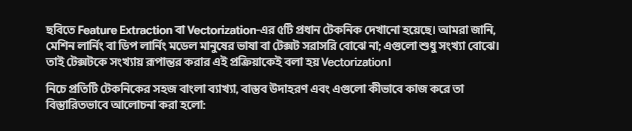 ছবিতে Feature Extraction বা Vectorization-এর ৫টি প্রধান টেকনিক দেখানো হয়েছে। আমরা জানি,
মেশিন লার্নিং বা ডিপ লার্নিং মডেল মানুষের ভাষা বা টেক্সট সরাসরি বোঝে না; এগুলো শুধু সংখ্যা বোঝে।
তাই টেক্সটকে সংখ্যায় রূপান্তর করার এই প্রক্রিয়াকেই বলা হয় Vectorization।
নিচে প্রতিটি টেকনিকের সহজ বাংলা ব্যাখ্যা, বাস্তব উদাহরণ এবং এগুলো কীভাবে কাজ করে তা
বিস্তারিতভাবে আলোচনা করা হলো: